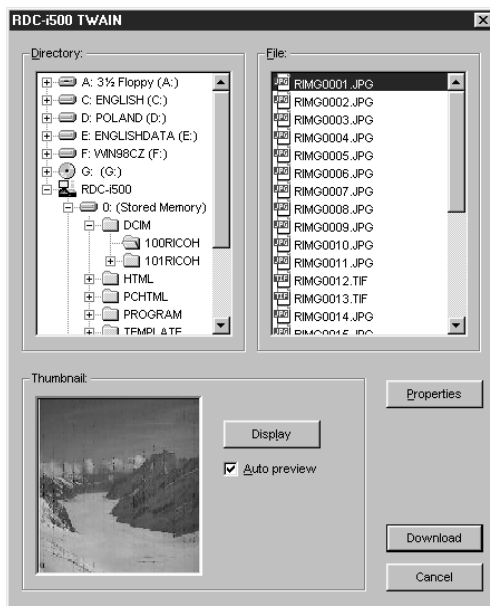 RDC-i500 TWAIN
Directory:
A: 3½ Floppy (A:)
C: ENGLISH (C:)
D: POLAND (D:)
E: ENGLISHDATA (E:)
F: WIN98CZ (F:)
G: (G:)
RDC-i500
0: (Stored Memory)
DCIM
100RICOH
101RICOH
HTML
PCHTML
PROGRAM
TEMPLATE
File:
RIMG0001.JPG
RIMG0002.JPG
RIMG0003.JPG
RIMG0004.JPG
RIMG0005.JPG
RIMG0006.JPG
RIMG0007.JPG
RIMG0008.JPG
RIMG0009.JPG
RIMG0010.JPG
RIMG0011.JPG
RIMG0012.TIF
RIMG0013.TIF
RIMG0014.JPG
RIMG0015.JPG
Thumbnail:
Display
Auto preview
Properties
Download
Cancel